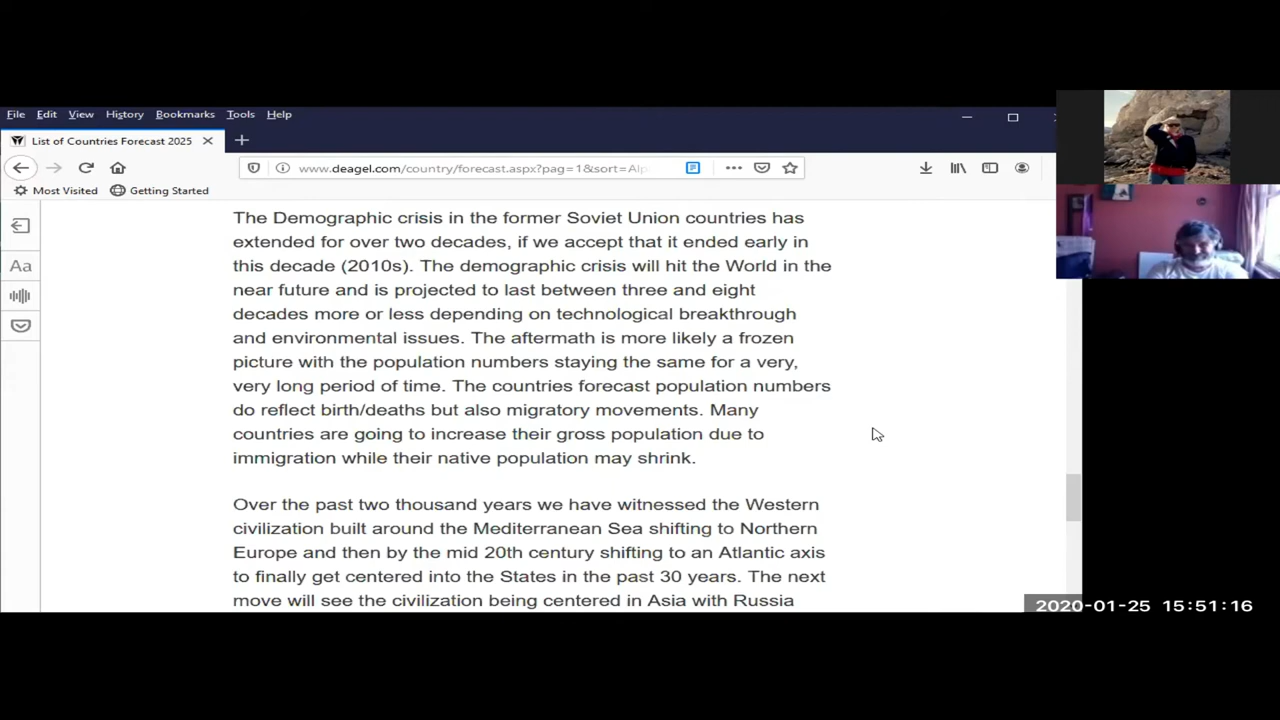 File Edit View History Bookmarks Tools Help
List of Countries Forecast 2025
www.deagel.com/country/forecast.aspx?pag=1&sort=Alp
Most Visited Getting Started
Aa
The Demographic crisis in the former Soviet Union countries has
extended for over two decades, if we accept that it ended early in
this decade (2010s). The demographic crisis will hit the World in the
near future and is projected to last between three and eight
decades more or less depending on technological breakthrough
and environmental issues. The aftermath is more likely a frozen
picture with the population numbers staying the same for a very,
very long period of time. The countries forecast population numbers
do reflect birth/deaths but also migratory movements. Many
countries are going to increase their gross population due to
immigration while their native population may shrink.
Over the past two thousand years we have witnessed the Western
civilization built around the Mediterranean Sea shifting to Northern
Europe and then by the mid 20th century shifting to an Atlantic axis
to finally get centered into the States in the past 30 years. The next
move will see the civilization being centered in Asia with Russia
2020-01-25 15:51:16